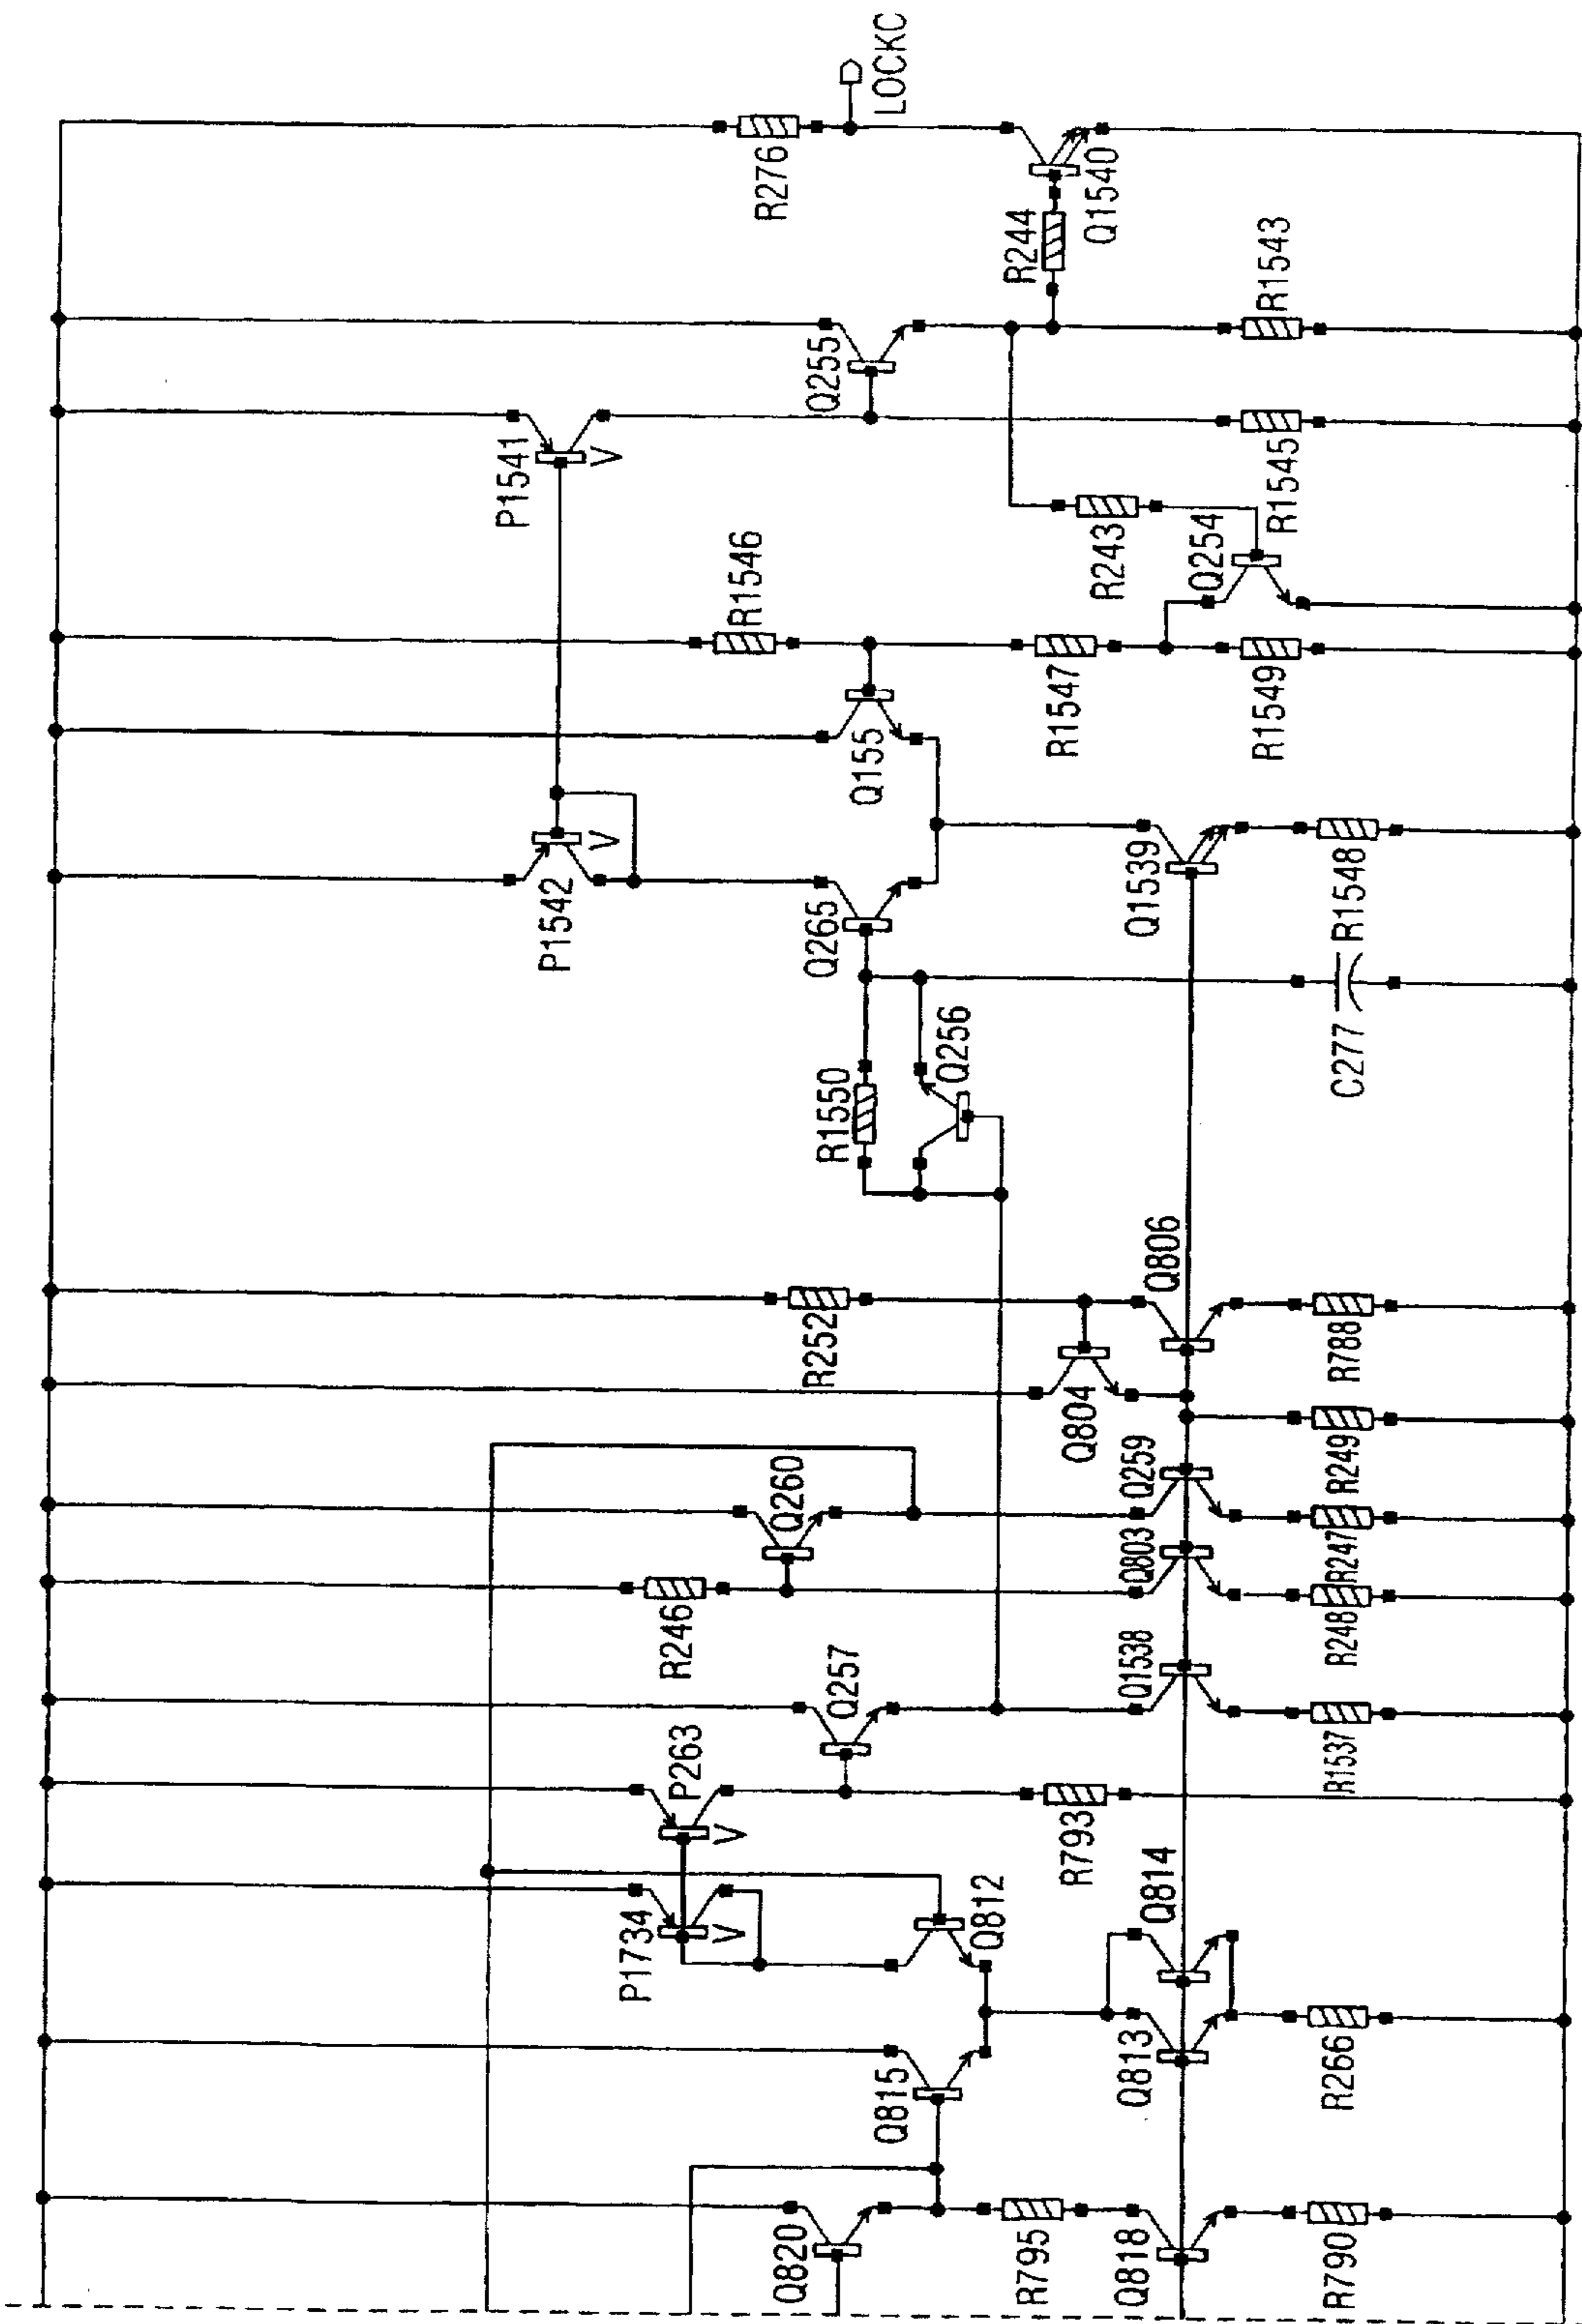 LOCKC
R276
R244
Q1540
Q255
R1543
P1541
V
R1545
R243
Q254
R1546
R1547
R1549
Q155
P1542
V
Q265
Q1539
R1548
Q256
R1550
C277
Q806
R252
R788
Q804
R249
Q259
Q260
R247
Q803
R246
R248
Q1538
Q257
R1537
P263
V
R793
P1734
V
Q812
Q814
Q815
Q813
R266
Q820
R795
Q818
R790